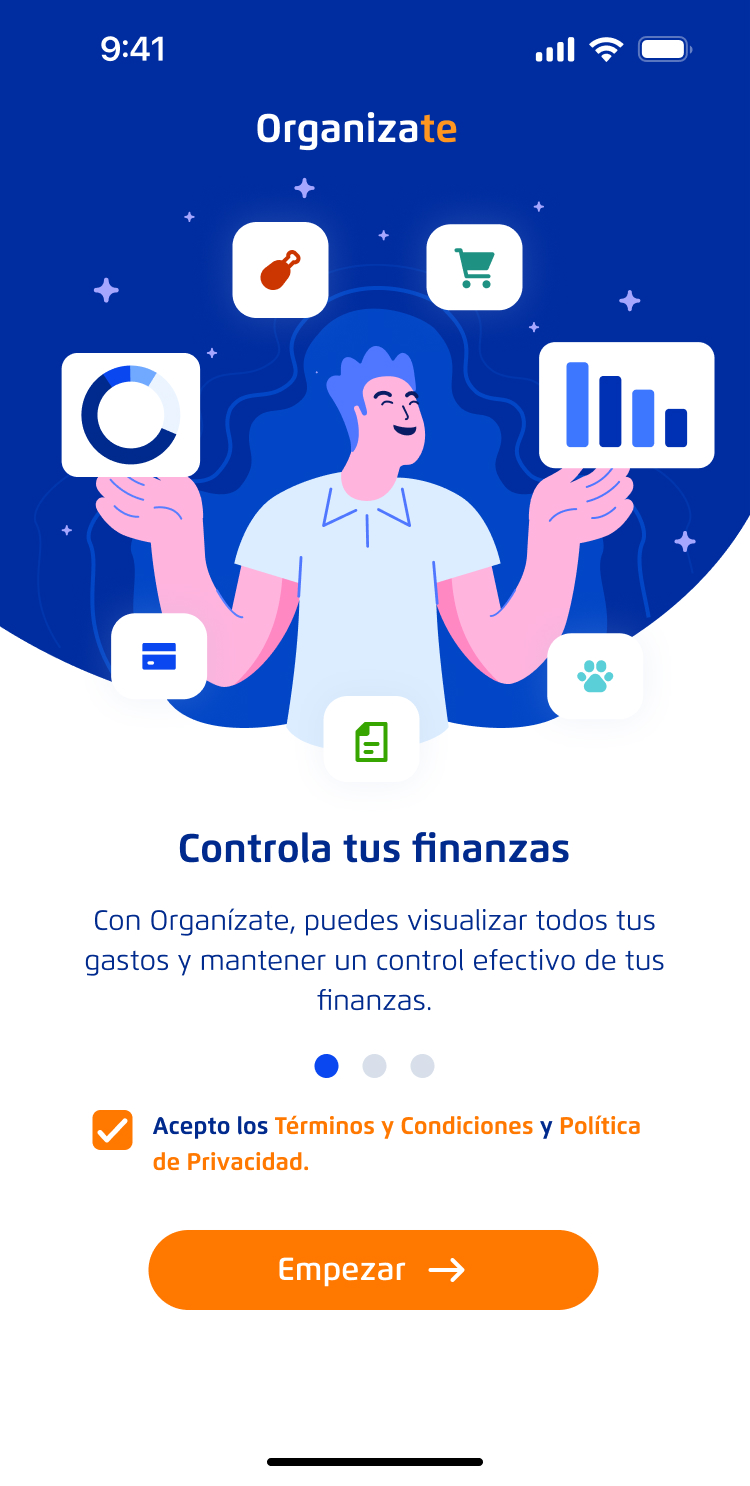 9:41
Organizate
Controla tus finanzas
Con Organízate, puedes visualizar todos tus
gastos y mantener un control efectivo de tus
finanzas.
Acepto los Términos y Condiciones y Política
de Privacidad.
Empezar